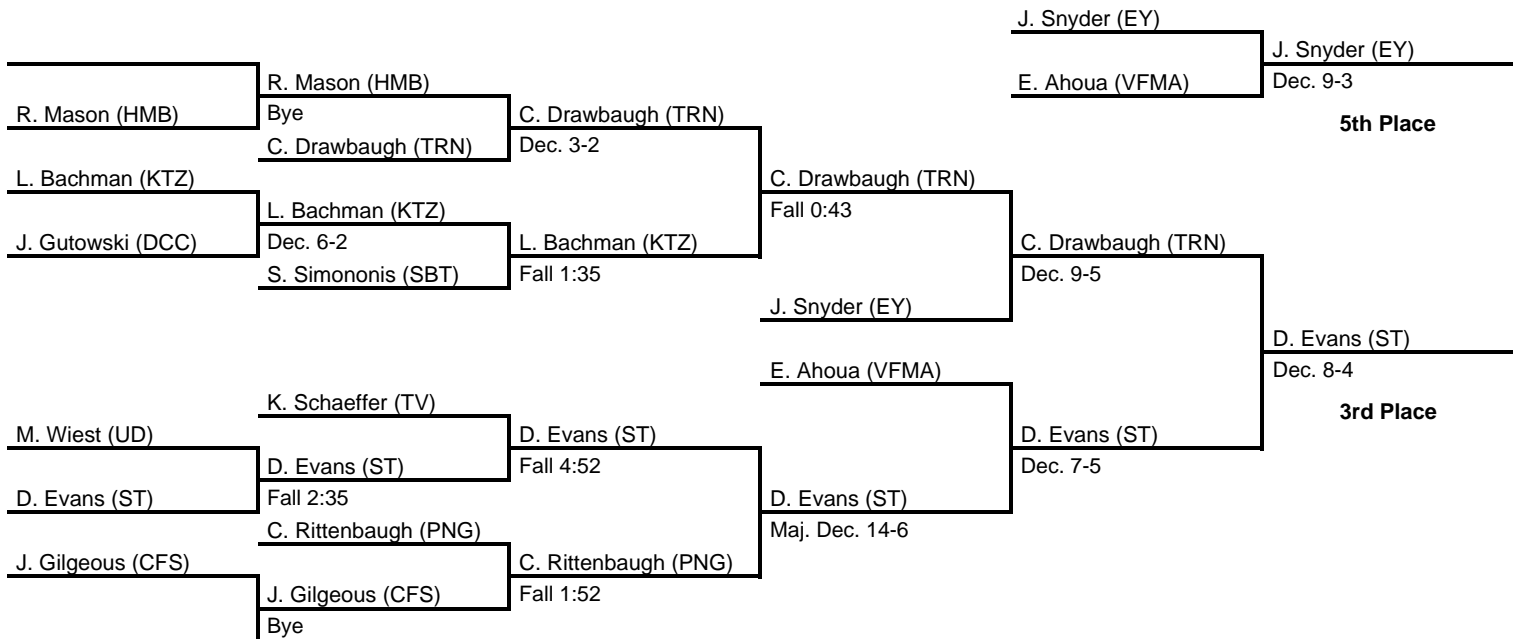 J. Snyder (EY)
J. Snyder (EY)
R. Mason (HMB)
E. Ahoua (VFMA)
Dec. 9-3
R. Mason (HMB)
Bye
C. Drawbaugh (TRN)
5th Place
C. Drawbaugh (TRN)
Dec. 3-2
L. Bachman (KTZ)
C. Drawbaugh (TRN)
L. Bachman (KTZ)
Fall 0:43
J. Gutowski (DCC)
Dec. 6-2
L. Bachman (KTZ)
C. Drawbaugh (TRN)
S. Simononis (SBT)
Fall 1:35
Dec. 9-5
J. Snyder (EY)
D. Evans (ST)
E. Ahoua (VFMA)
Dec. 8-4
K. Schaeffer (TV)
3rd Place
M. Wiest (UD)
D. Evans (ST)
D. Evans (ST)
D. Evans (ST)
Fall 4:52
Dec. 7-5
D. Evans (ST)
Fall 2:35
D. Evans (ST)
C. Rittenbaugh (PNG)
Maj. Dec. 14-6
J. Gilgeous (CFS)
C. Rittenbaugh (PNG)
J. Gilgeous (CFS)
Fall 1:52
Bye